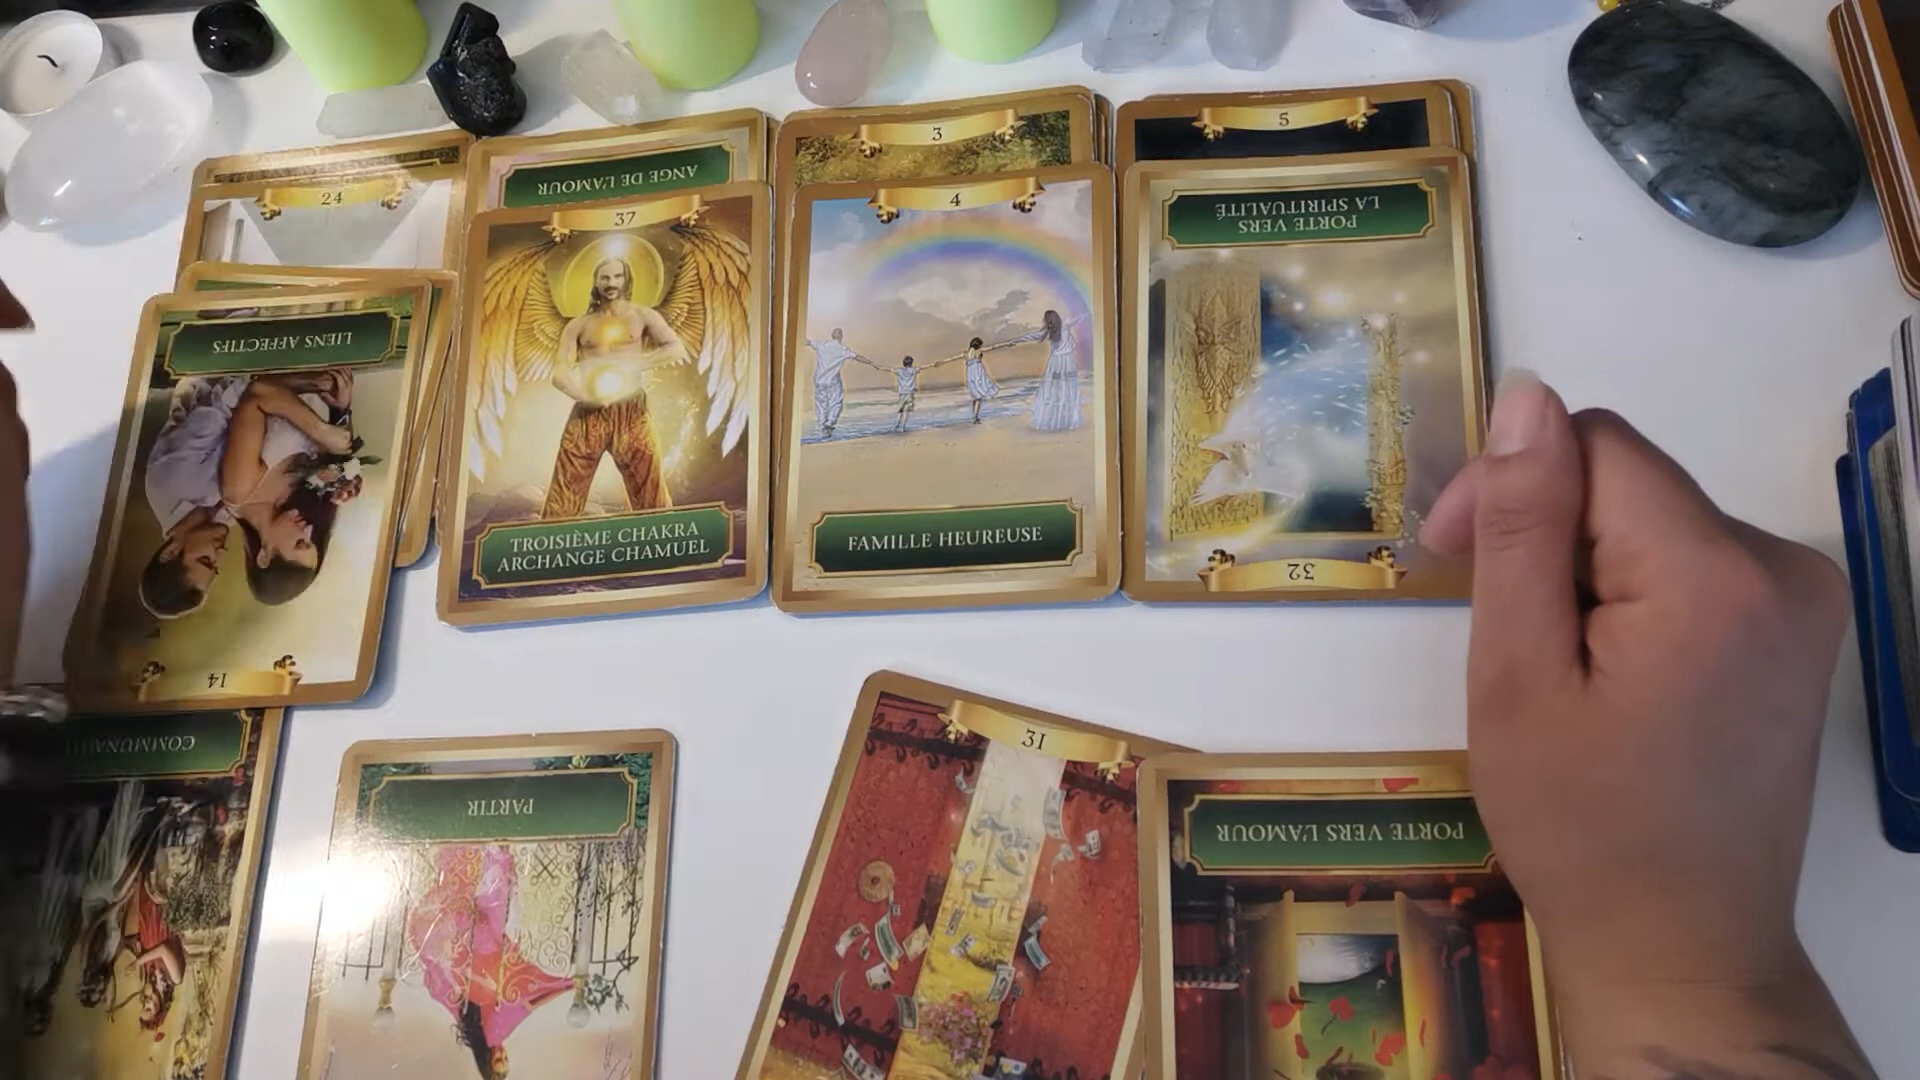 24
ANGE DE L'AMOUR
3
5
37
4
PORTE VERS
LA SPIRITUALITÉ
LIENS AFFECTIFS
TROISIÈME CHAKRA
ARCHANGE CHAMUEL
FAMILLE HEUREUSE
32
14
PARTIR
31
PORTE VERS L'AMOUR